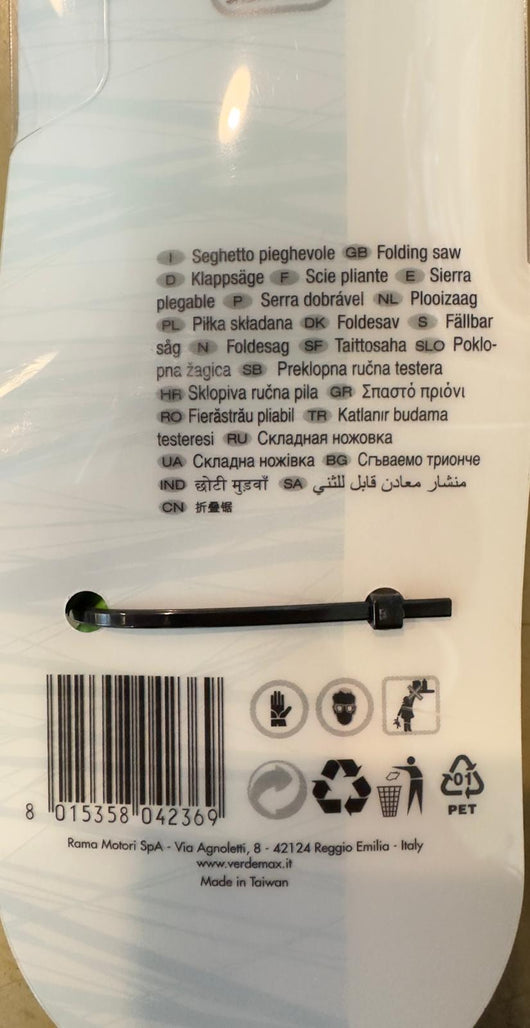 I Seghetto pieghevole GB Folding saw
D Klappsäge F Scie pliante E Sierra
plegable P Serra dobrável NL Plooizaag
PL Piłka składana DK Foldesav S Fällbar
såg N Foldesag SF Taittosaha SLO Poklo-
pna žagica SB Preklopna ručna testera
HR Sklopiva ručna pila GR Σπαστό πριόνι
RO Fierăstrău pliabil TR Katlanır budama
testeresi RU Складная ножовка
UA Складна ножівка BG Сгъваемо трионче
IND छोटी मुड़वाँ SA منشار معادن قابل للثني
CN 折叠锯
8 015358 042369
01
PET
Rama Motori SpA - Via Agnoletti, 8 - 42124 Reggio Emilia - Italy
www.verdemax.it
Made in Taiwan